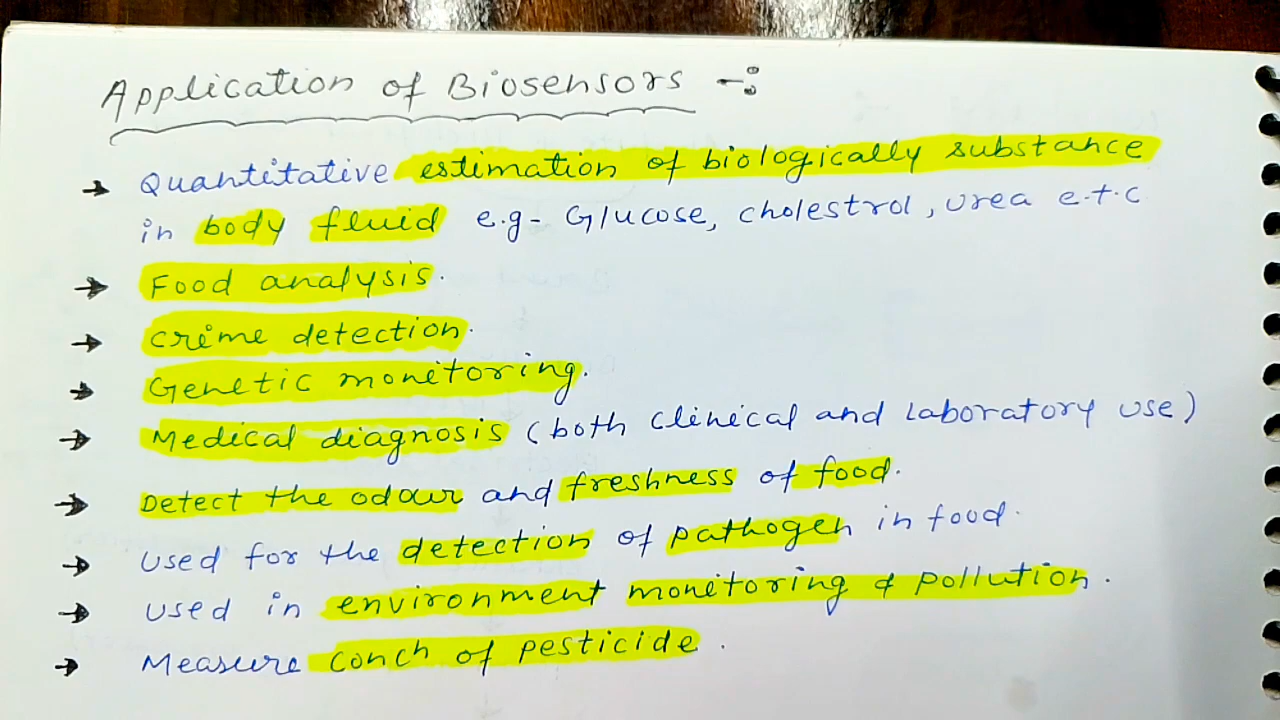 Application of Biosensors -:
→ Quantitative estimation of biologically substance
in body fluid e.g- Glucose, cholestrol, urea e.t.c
→ Food analysis.
→ crime detection.
→ Genetic monitoring.
→ Medical diagnosis (both clinical and laboratory use)
→ Detect the odour and freshness of food.
→ used for the detection of pathogen in food.
→ used in environment monitoring & pollution.
→ Measure conch of pesticide.